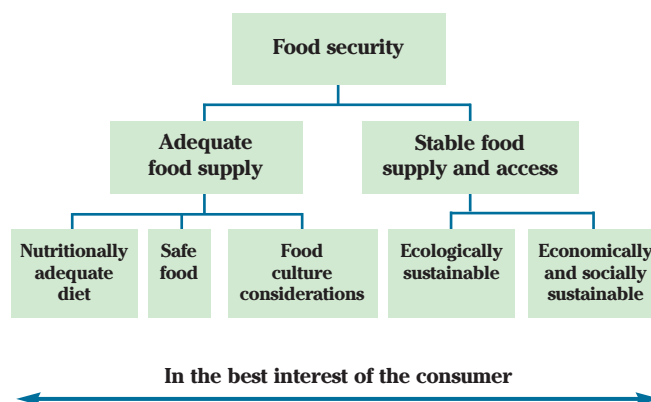 Food security
Adequate
food supply
Stable food
supply and access
Nutritionally
adequate
diet
Safe
food
Food
culture
considerations
Ecologically
sustainable
Economically
and socially
sustainable
In the best interest of the consumer